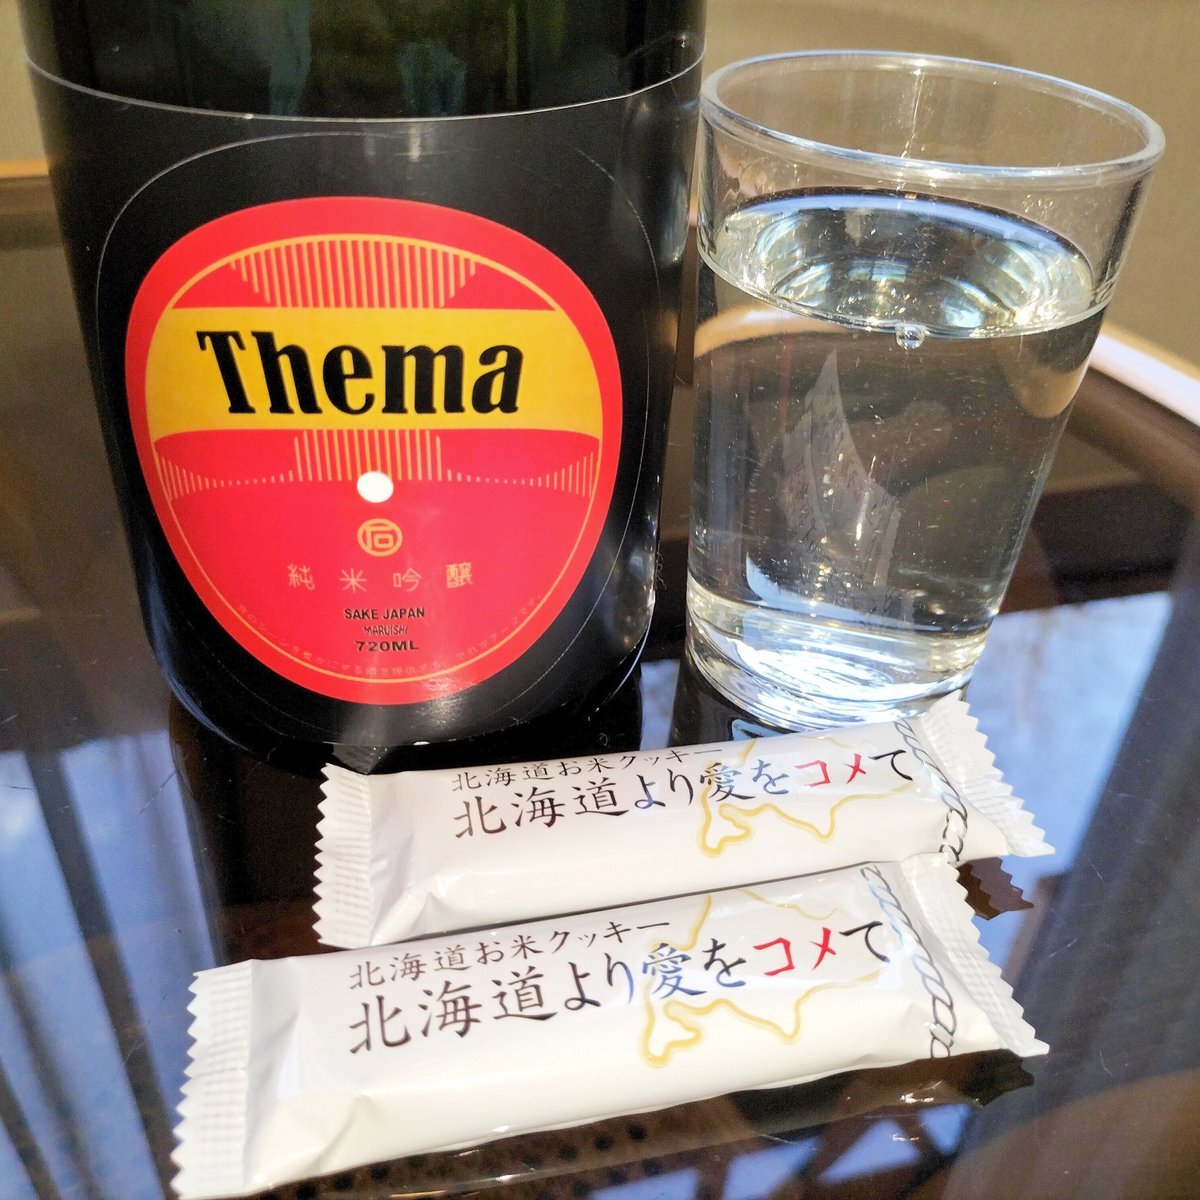 Thema
石
純米吟醸
SAKE JAPAN
MARUISHI
720ML
北海道お米クッキー
北海道より愛をコメて
北海道お米クッキー
北海道より愛をコメて